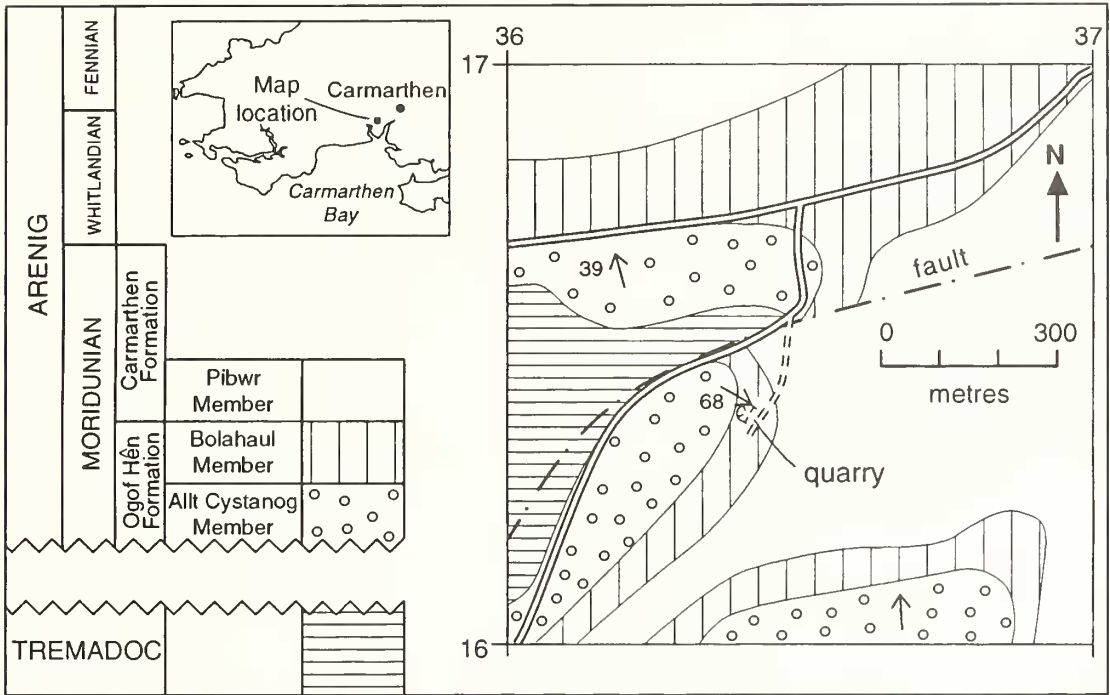 ARENIG
FENNIAN
WHITLANDIAN
MORIDUNIAN
Carmarthen
Formation
Ogof Hên
Formation
Pibwr
Member
Bolahaul
Member
Allt Cystanog
Member
TREMADOC
Map
location
Carmarthen
Carmarthen
Bay
36
37
17
16
N
39
68
fault
0
300
metres
quarry